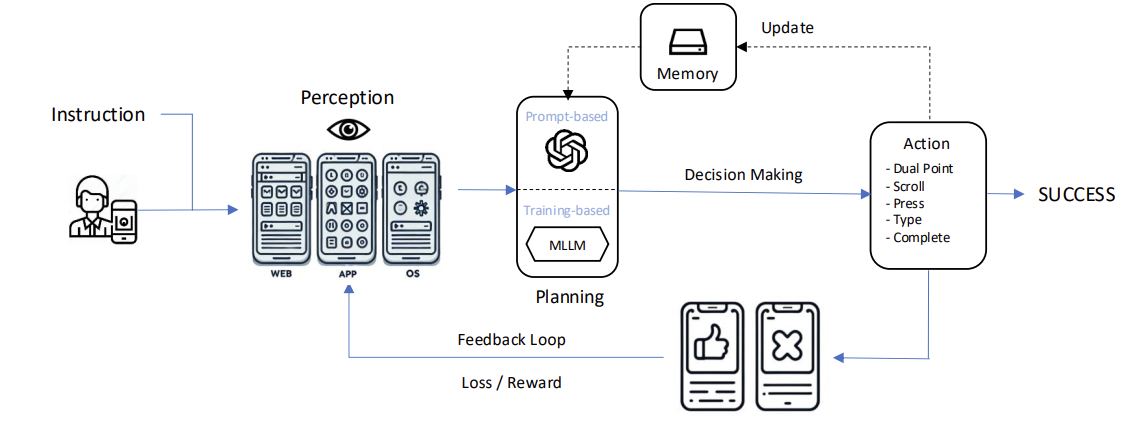 Update
Memory
Instruction
Perception
Prompt-based
Action
- Dual Point
- Scroll
- Press
- Type
- Complete
Decision Making
SUCCESS
Training-based
MLLM
WEB
APP
OS
Planning
Feedback Loop
Loss / Reward